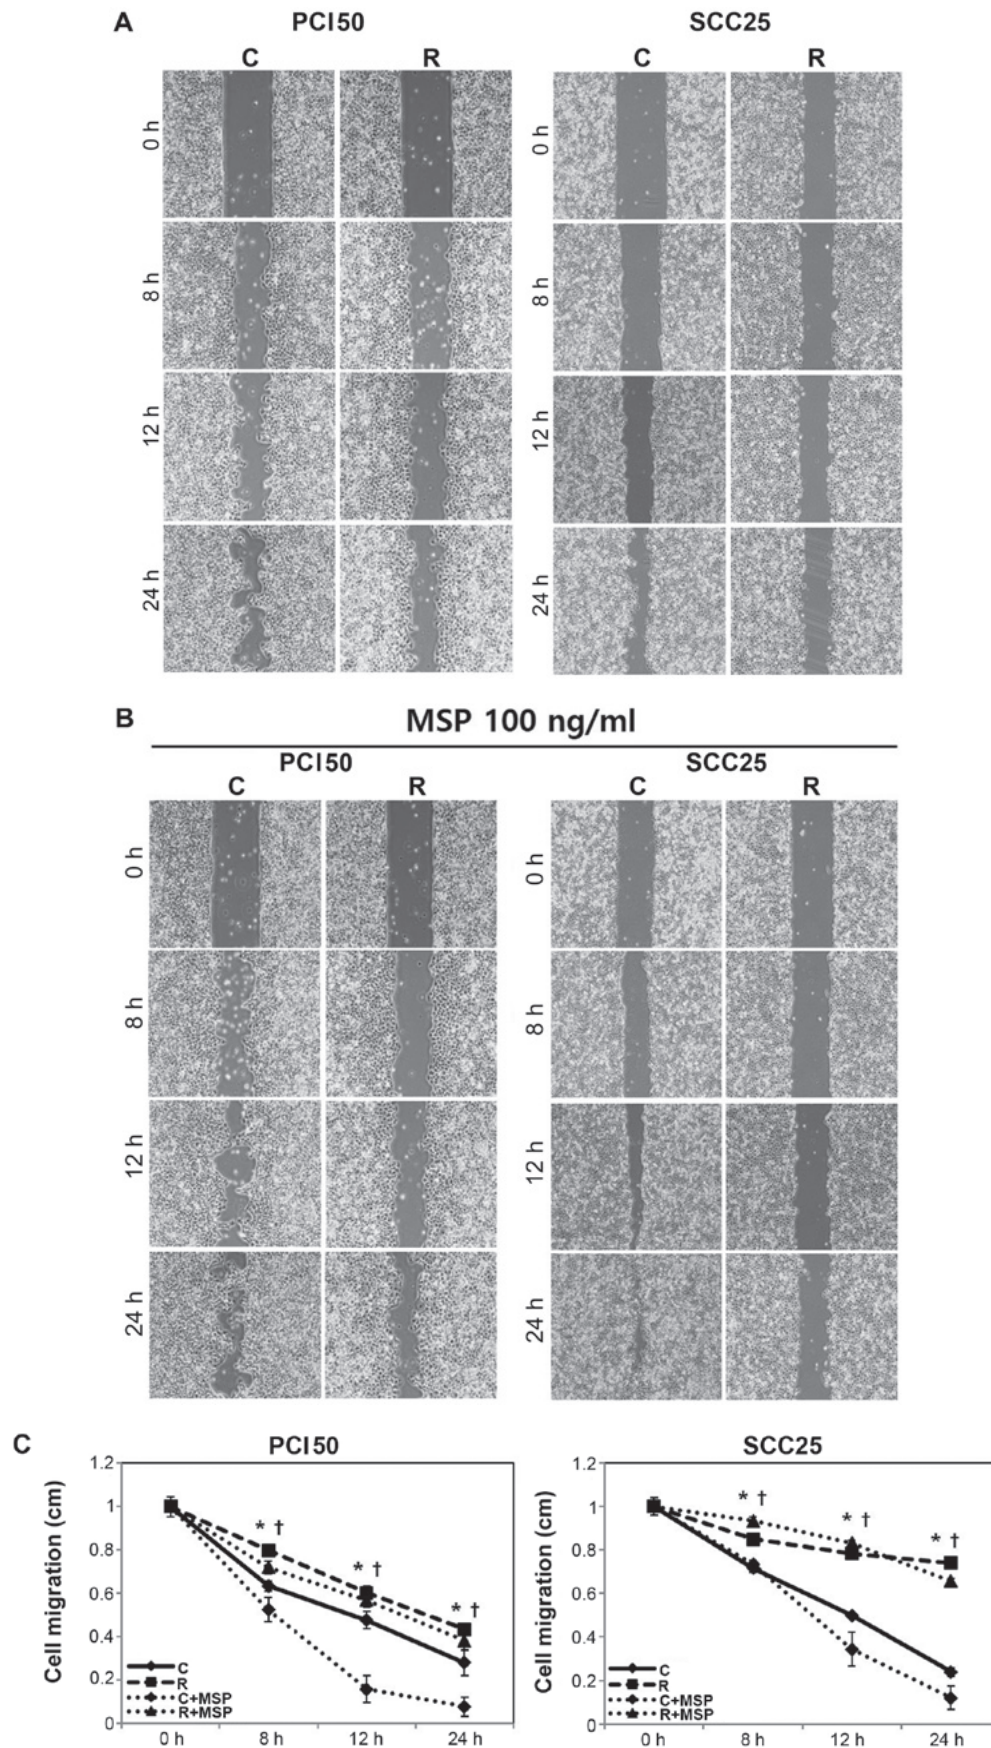 A
PCI50 SCC25
C R C R
0 h 0 h
8 h 8 h
12 h 12 h
24 h 24 h
B
MSP 100 ng/ml
PCI50 SCC25
C R C R
0 h 0 h
8 h 8 h
12 h 12 h
24 h 24 h
C
PCI50
Cell migration (cm)
1.2
1
0.8
0.6
0.4
0.2
0
* †
* †
* †
C
R
C+MSP
R+MSP
0 h 8 h 12 h 24 h
SCC25
Cell migration (cm)
1.2
1
0.8
0.6
0.4
0.2
0
* †
* †
* †
C
R
C+MSP
R+MSP
0 h 8 h 12 h 24 h